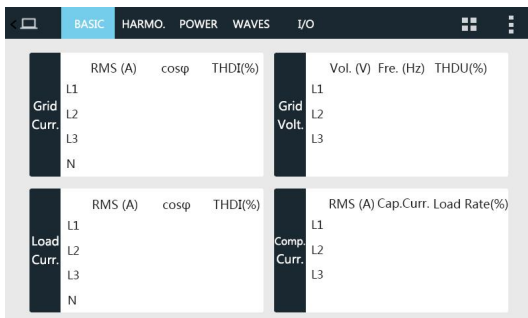 BASIC HARMO. POWER WAVES I/O
Grid Curr.
RMS (A) cosφ THDI(%)
L1
L2
L3
N
Grid Volt.
Vol. (V) Fre. (Hz) THDU(%)
L1
L2
L3
Load Curr.
RMS (A) cosφ THDI(%)
L1
L2
L3
N
Comp. Curr.
RMS (A) Cap.Curr. Load Rate(%)
L1
L2
L3